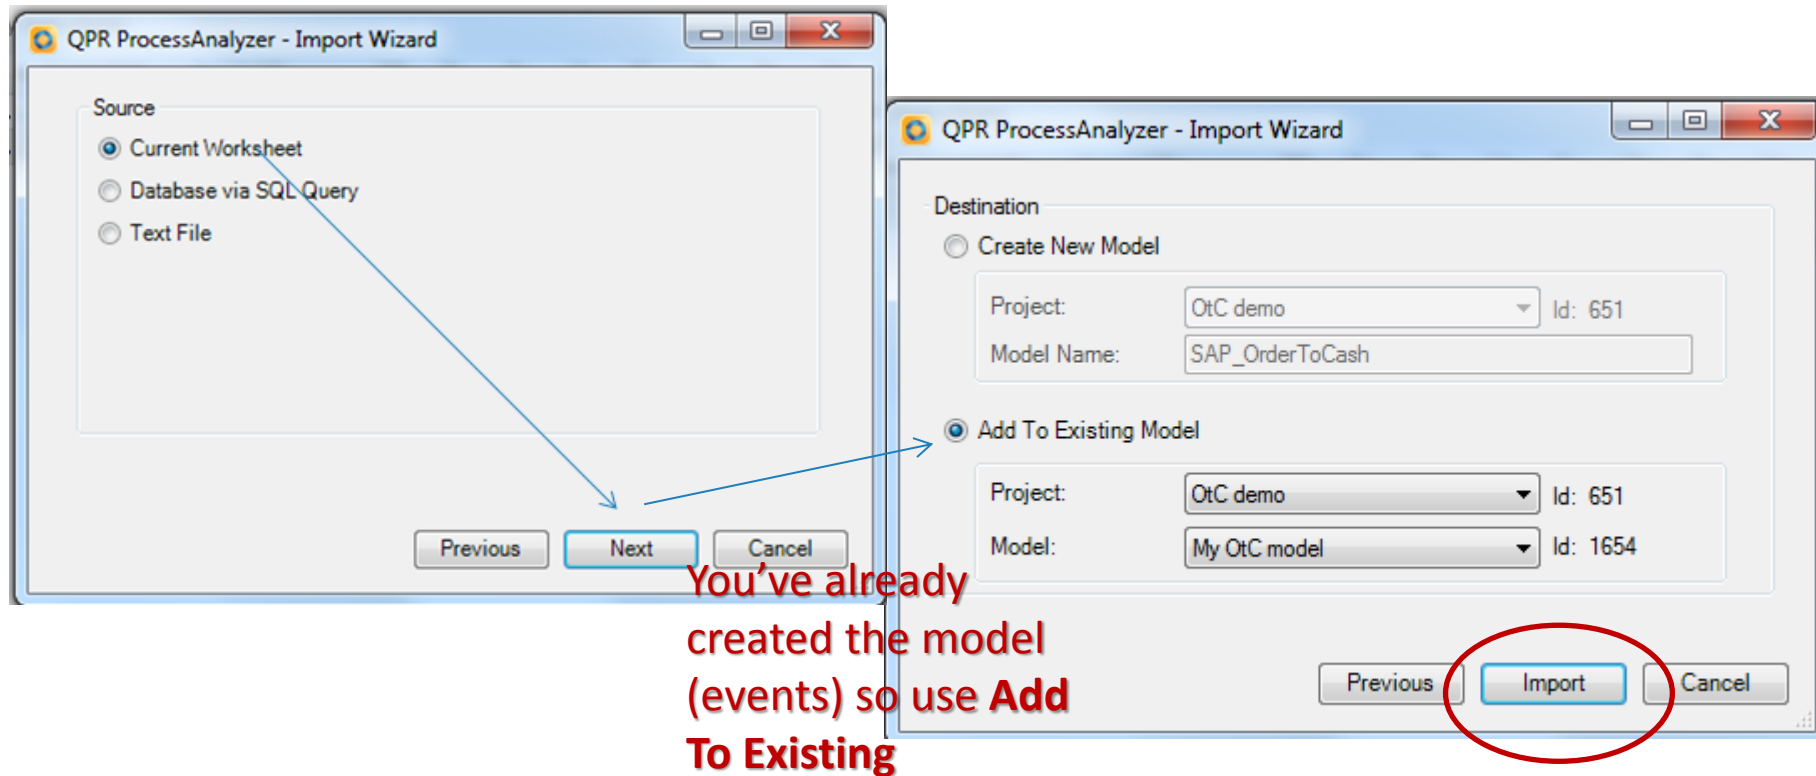 QPR ProcessAnalyzer - Import Wizard
Source
Current Worksheet
Database via SQL Query
Text File
Previous
Next
Cancel
QPR ProcessAnalyzer - Import Wizard
Destination
Create New Model
Project: OtC demo Id: 651
Model Name: SAP_OrderToCash
Add To Existing Model
Project: OtC demo Id: 651
Model: My OtC model Id: 1654
Previous
Import
Cancel
You’ve already
created the model
(events) so use Add
To Existing